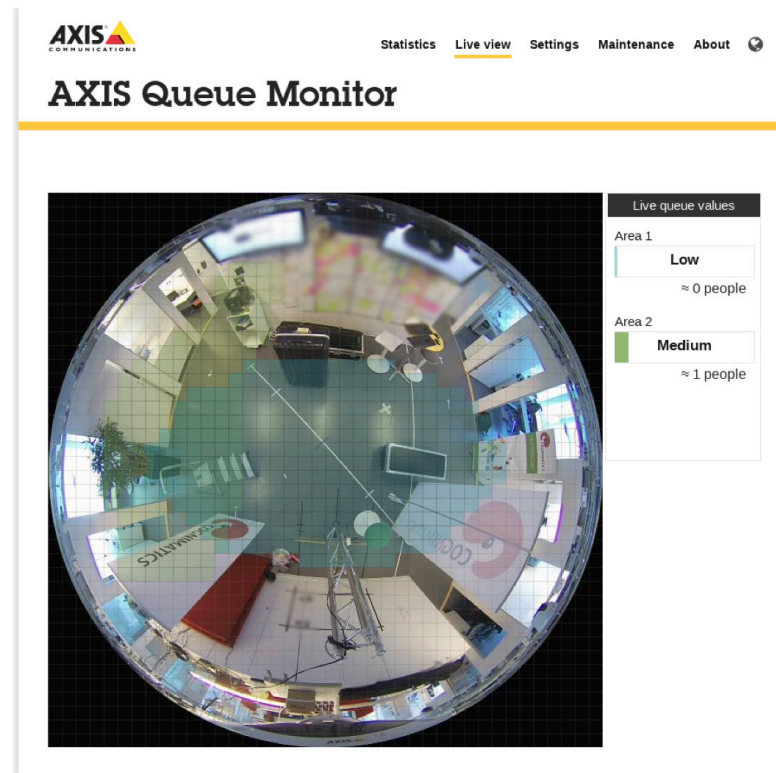 AXIS
COMMUNICATIONS
Statistics Live view Settings Maintenance About
AXIS Queue Monitor
Live queue values
Area 1
Low
≈ 0 people
Area 2
Medium
≈ 1 people
COGNIMATICS
AXIS